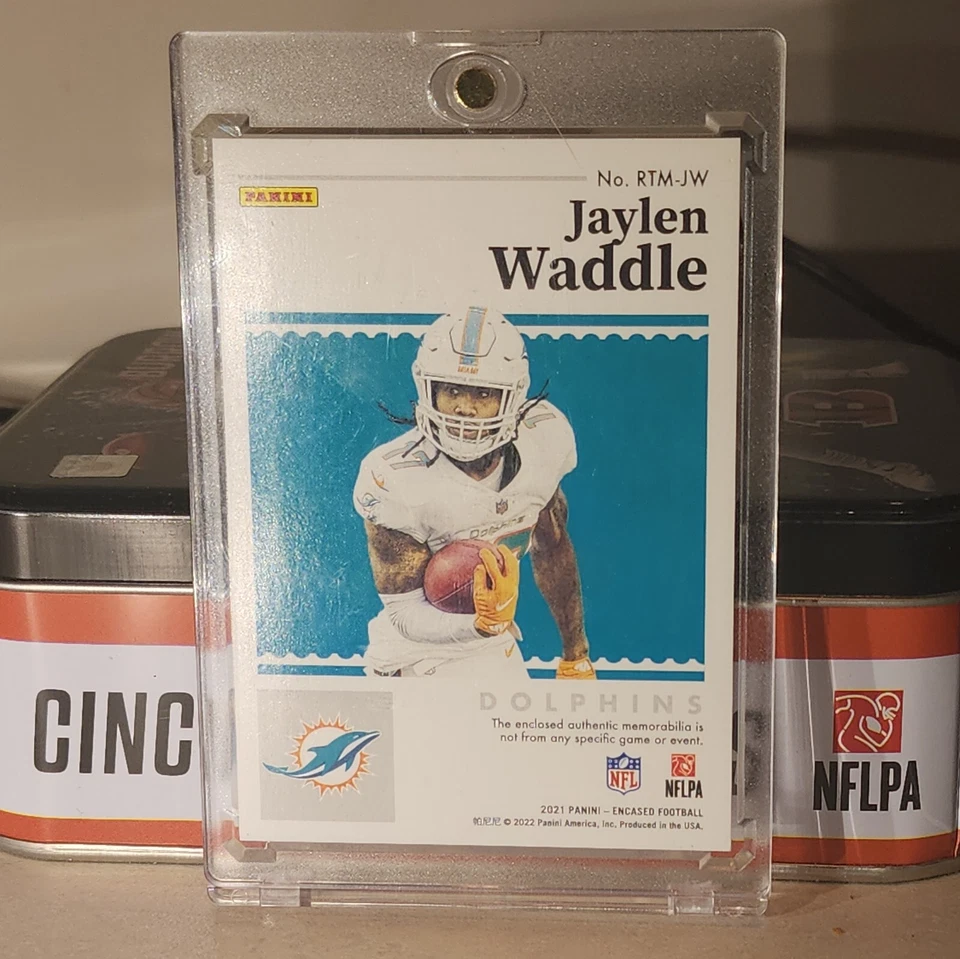 No. RTM-JW
PANINI
Jaylen
Waddle
MIAMI
DOLPHINS
The enclosed authentic memorabilia is
not from any specific game or event.
NFL
NFLPA
2021 PANINI – ENCASED FOOTBALL
帕尼尼 © 2022 Panini America, Inc. Produced in the USA.
CINC
NFLPA